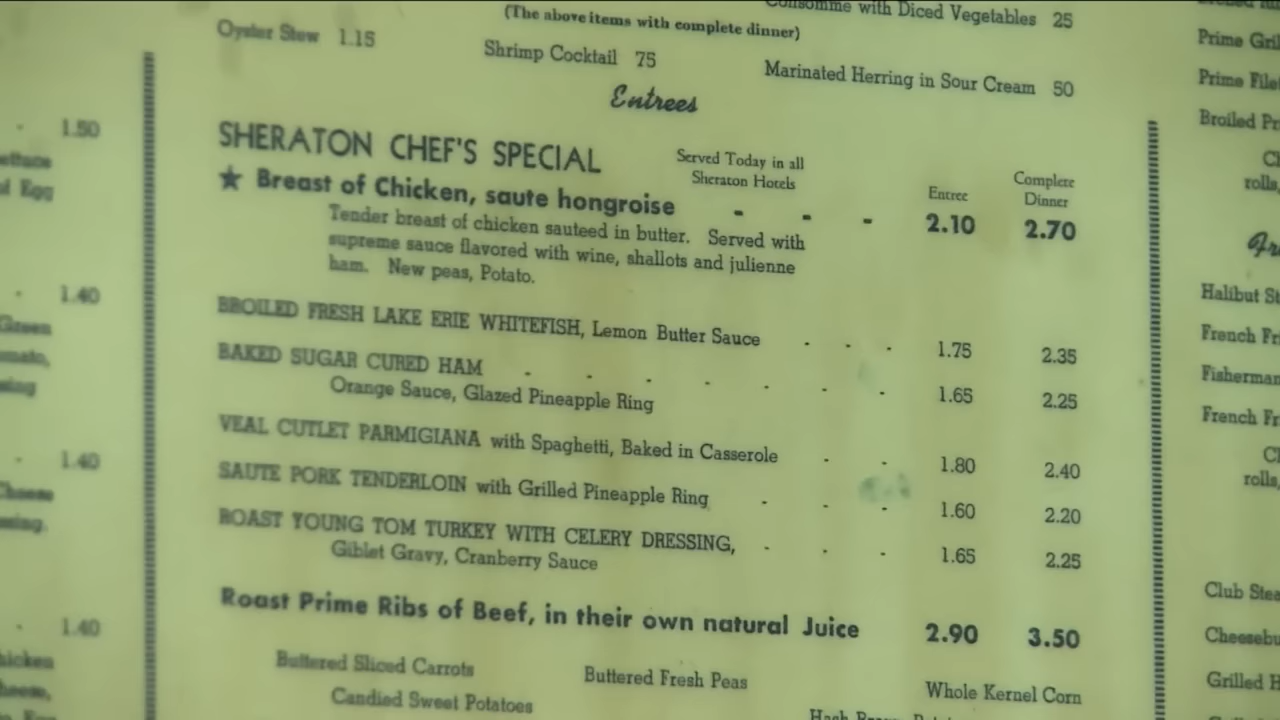 (The above items with complete dinner)
Consomme with Diced Vegetables 25
Oyster Stew 1.15
Shrimp Cocktail 75
Marinated Herring in Sour Cream 50
Entrees
SHERATON CHEF'S SPECIAL
Served Today in all
Sheraton Hotels
Entree
Complete
Dinner
★ Breast of Chicken, saute hongroise - - - 2.10 2.70
Tender breast of chicken sauteed in butter. Served with
supreme sauce flavored with wine, shallots and julienne
ham. New peas, Potato.
BROILED FRESH LAKE ERIE WHITEFISH, Lemon Butter Sauce - - - 1.75 2.35
BAKED SUGAR CURED HAM - - - - - - - 1.65 2.25
Orange Sauce, Glazed Pineapple Ring
VEAL CUTLET PARMIGIANA with Spaghetti, Baked in Casserole - - 1.80 2.40
SAUTE PORK TENDERLOIN with Grilled Pineapple Ring - - - 1.60 2.20
ROAST YOUNG TOM TURKEY WITH CELERY DRESSING, - - - 1.65 2.25
Giblet Gravy, Cranberry Sauce
Roast Prime Ribs of Beef, in their own natural Juice 2.90 3.50
Buttered Sliced Carrots
Buttered Fresh Peas
Whole Kernel Corn
Candied Sweet Potatoes
1.50
Egg
1.40
Green
1.40
1.40
Prime
Prime
Broiled
rolls,
Halibut
French
French
rolls,
Club
Grilled